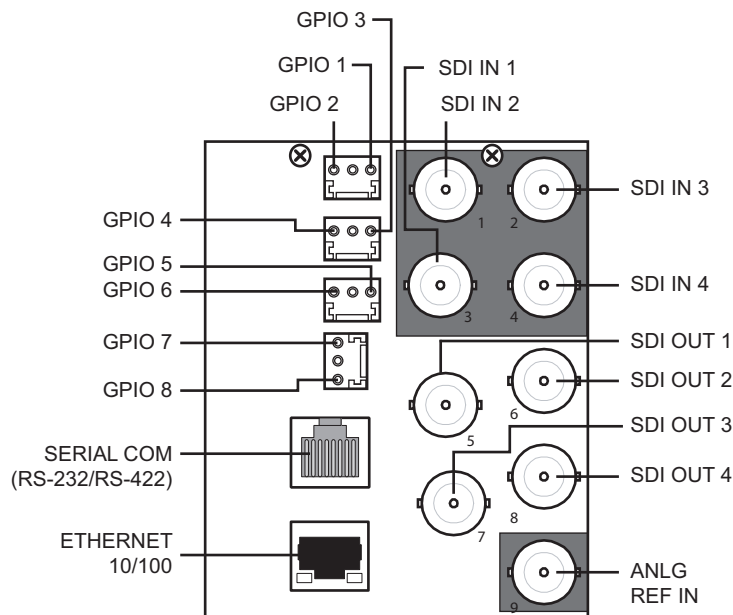 GPIO 3
GPIO 1
SDI IN 1
GPIO 2
SDI IN 2
SDI IN 3
1
2
GPIO 4
GPIO 5
GPIO 6
SDI IN 4
3
4
GPIO 7
SDI OUT 1
GPIO 8
SDI OUT 2
6
5
SDI OUT 3
SERIAL COM
(RS-232/RS-422)
SDI OUT 4
8
7
ETHERNET
10/100
ANLG
REF IN
9